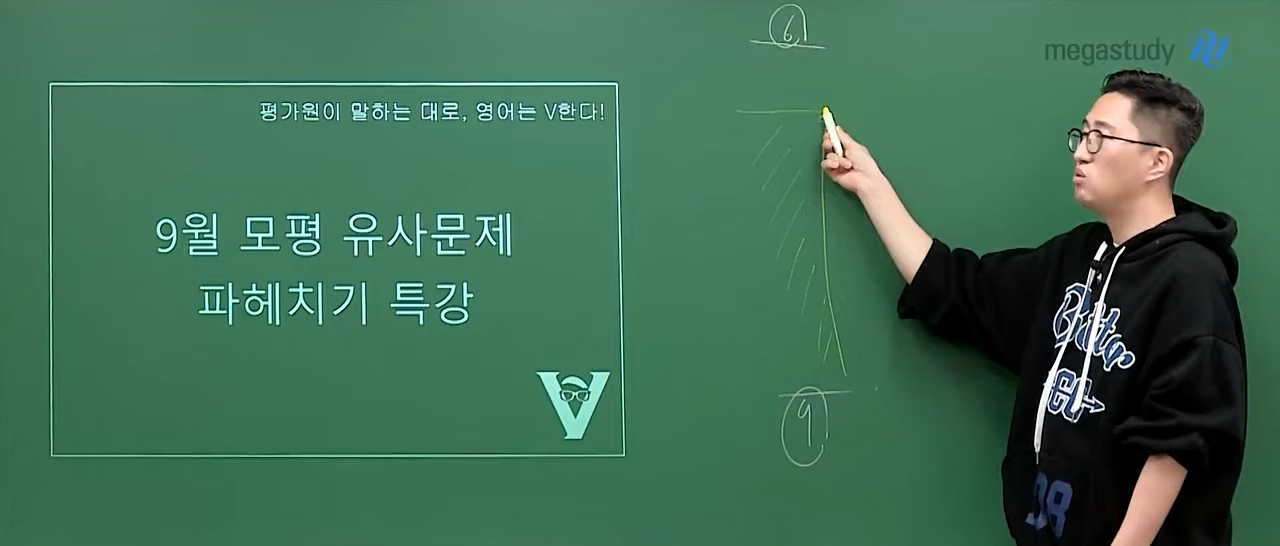 평가원이 말하는 대로, 영어는 V한다!
9월 모평 유사문제
파헤치기 특강
V
6
9
megastudy
08